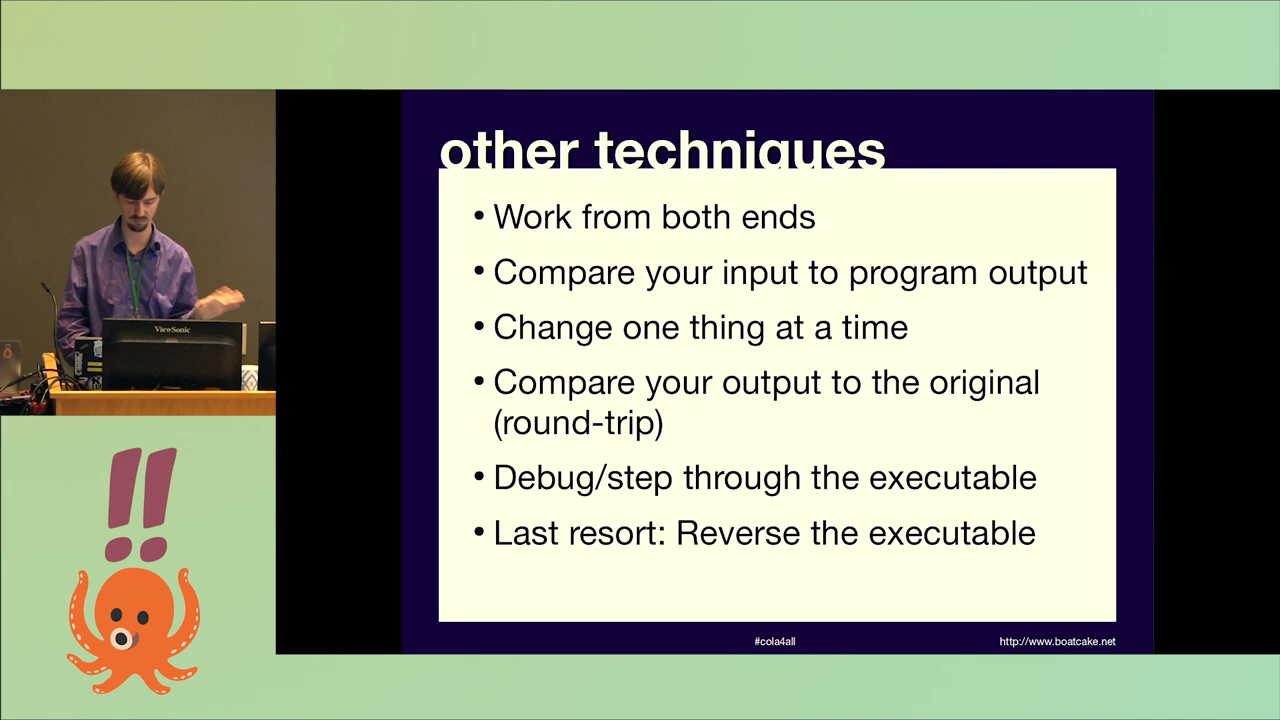 other techniques
• Work from both ends
• Compare your input to program output
• Change one thing at a time
• Compare your output to the original
(round-trip)
• Debug/step through the executable
• Last resort: Reverse the executable
#cola4all
http://www.boatcake.net
ViewSonic
!!